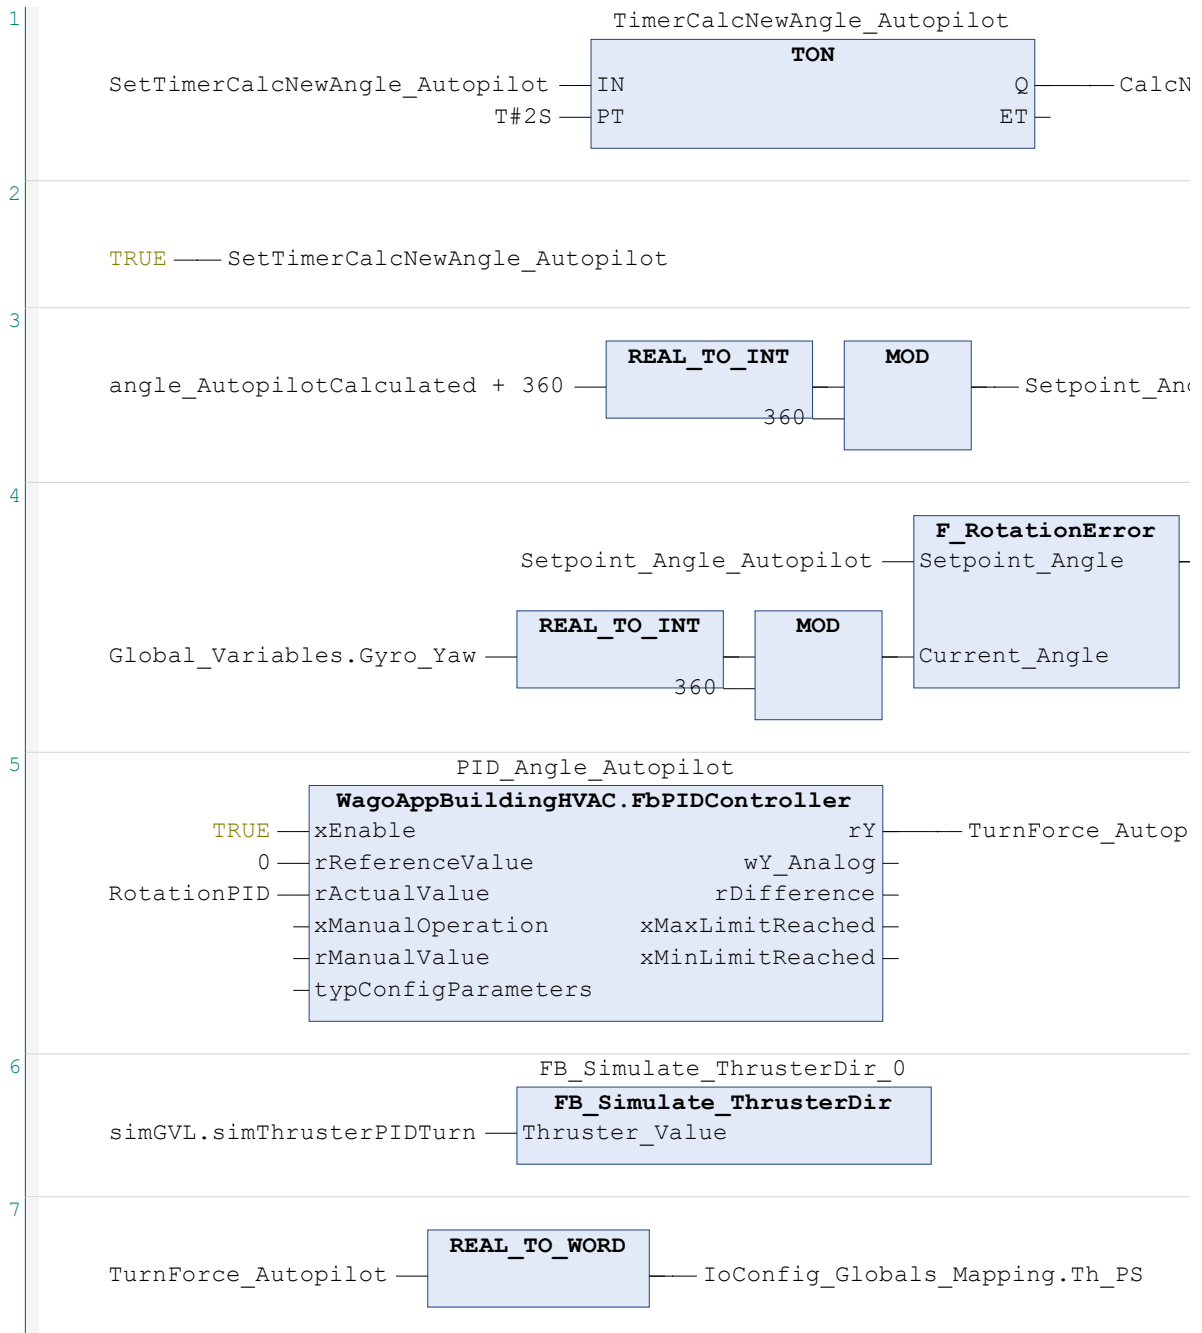 1
TimerCalcNewAngle_Autopilot
TON
SetTimerCalcNewAngle_Autopilot IN Q CalcN
T#2S PT ET
2
TRUE SetTimerCalcNewAngle_Autopilot
3
REAL_TO_INT MOD
angle_AutopilotCalculated + 360 Setpoint_An
360
4
F_RotationError
Setpoint_Angle_Autopilot Setpoint_Angle
REAL_TO_INT MOD
Global_Variables.Gyro_Yaw Current_Angle
360
5
PID_Angle_Autopilot
WagoAppBuildingHVAC.FbPIDController
TRUE xEnable rY TurnForce_Autop
0 rReferenceValue wY_Analog
RotationPID rActualValue rDifference
xManualOperation xMaxLimitReached
rManualValue xMinLimitReached
typConfigParameters
6
FB_Simulate_ThrusterDir_0
FB_Simulate_ThrusterDir
simGVL.simThrusterPIDTurn Thruster_Value
7
REAL_TO_WORD
TurnForce_Autopilot IoConfig_Globals_Mapping.Th_PS